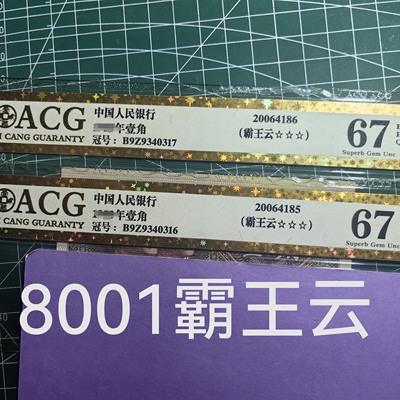 ACG
CANG GUARANTY
中国人民银行
年壹角
冠号：B9Z9340317
20064186
（霸王云☆☆☆）
67
Superb Gem Unc
ACG
CANG GUARANTY
中国人民银行
年壹角
冠号：B9Z9340316
20064185
（霸王云☆☆☆）
67
Superb Gem Unc
8001霸王云